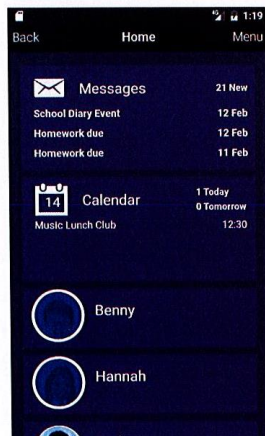 4G 1:19
Back Home Menu
Messages 21 New
School Diary Event 12 Feb
Homework due 12 Feb
Homework due 11 Feb
14 Calendar 1 Today
0 Tomorrow
Music Lunch Club 12:30
Benny
Hannah